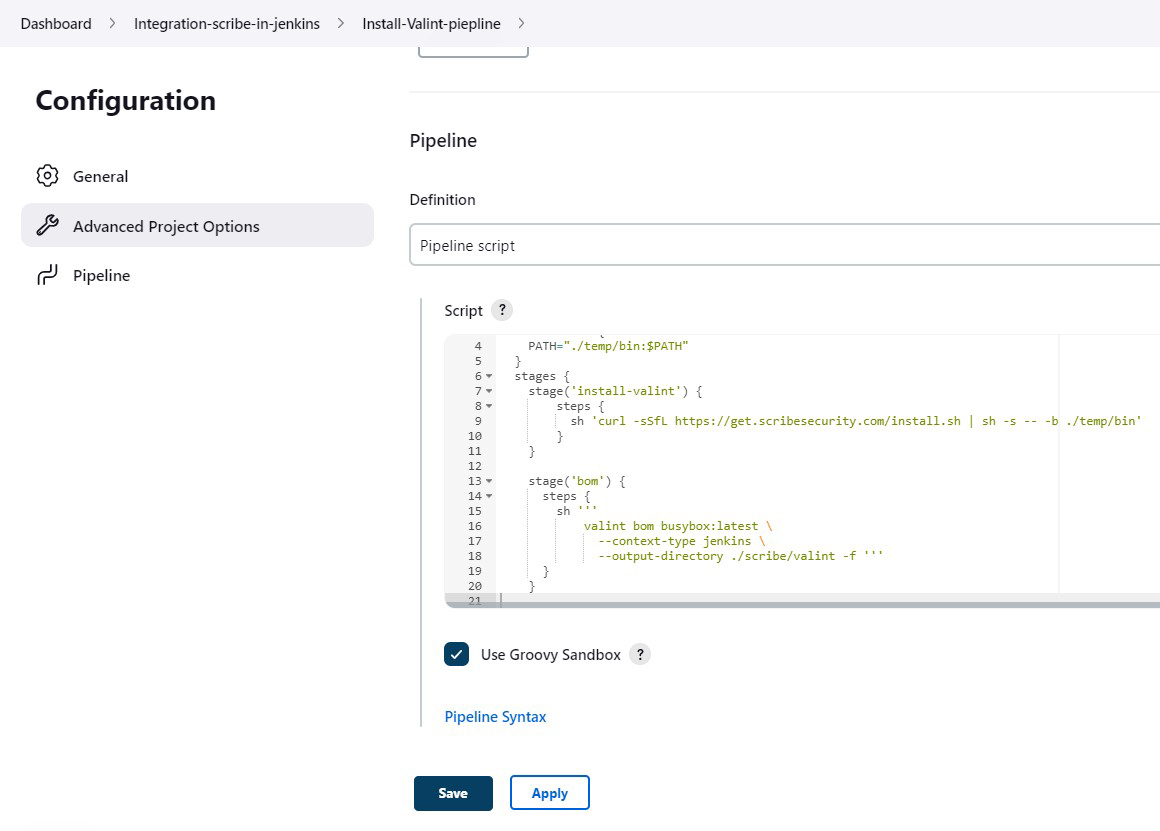 Dashboard > Integration-scribe-in-jenkins > Install-Valint-piepline >
Configuration
General
Advanced Project Options
Pipeline
Pipeline
Definition
Pipeline script
Script ?
4 PATH="./temp/bin:$PATH"
5 }
6 stages {
7 stage('install-valint') {
8 steps {
9 sh 'curl -sSfL https://get.scribesecurity.com/install.sh | sh -s -- -b ./temp/bin'
10 }
11 }
12
13 stage('bom') {
14 steps {
15 sh '''
16 valint bom busybox:latest \
17 --context-type jenkins \
18 --output-directory ./scribe/valint -f '''
19 }
20 }
21
Use Groovy Sandbox ?
Pipeline Syntax
Save Apply